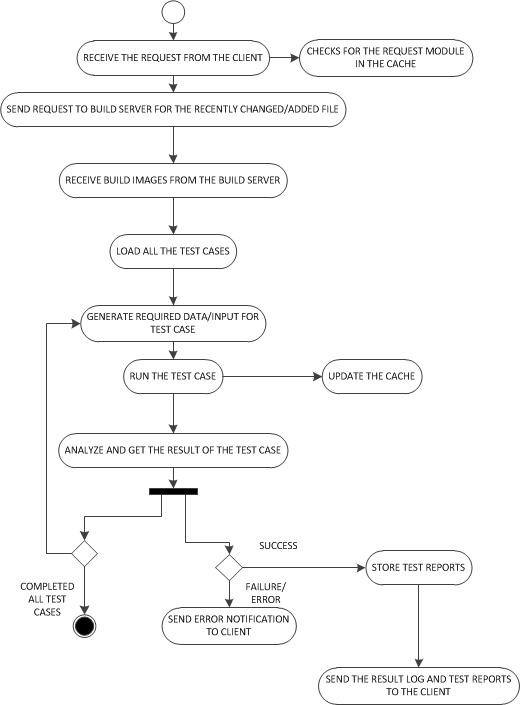 RECEIVE THE REQUEST FROM THE CLIENT
CHECKS FOR THE REQUEST MODULE
IN THE CACHE
SEND REQUEST TO BUILD SERVER FOR THE RECENTLY CHANGED/ADDED FILE
RECEIVE BUILD IMAGES FROM THE BUILD SERVER
LOAD ALL THE TEST CASES
GENERATE REQUIRED DATA/INPUT FOR
TEST CASE
RUN THE TEST CASE
UPDATE THE CACHE
ANALYZE AND GET THE RESULT OF THE TEST CASE
SUCCESS
STORE TEST REPORTS
COMPLETED
ALL TEST
CASES
FAILURE/
ERROR
SEND ERROR NOTIFICATION
TO CLIENT
SEND THE RESULT LOG AND TEST REPORTS
TO THE CLIENT